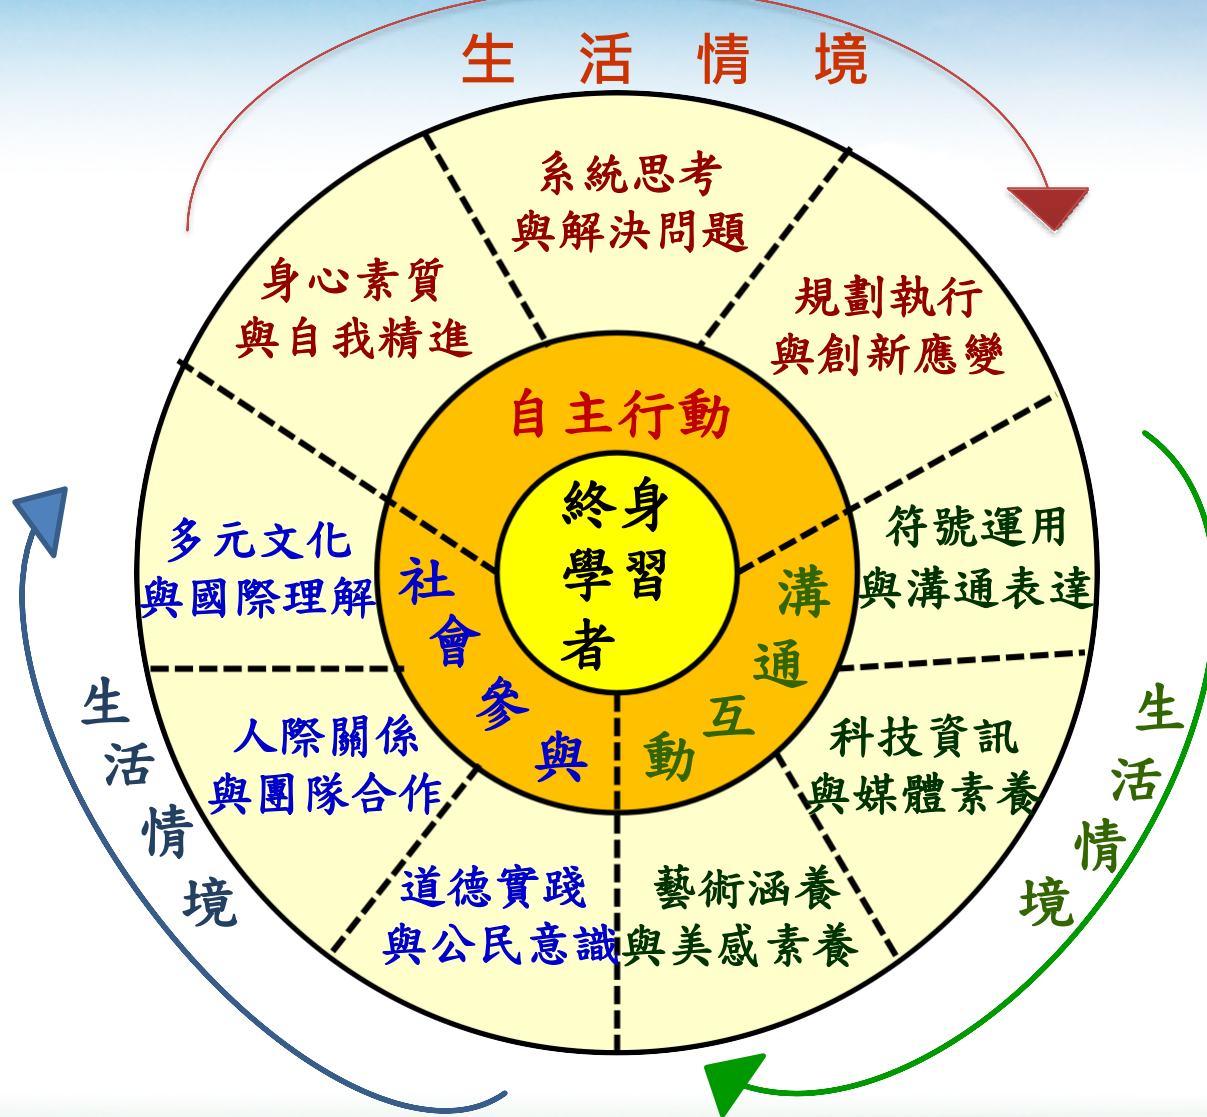 生活情境
系統思考
與解決問題
身心素質
與自我精進
規劃執行
與創新應變
自主行動
終身
學習
者
符號運用
與溝通表達
多元文化
與國際理解
社會參與
溝通互動
科技資訊
與媒體素養
人際關係
與團隊合作
道德實踐
與公民意識
藝術涵養
與美感素養
生活情境
生活情境